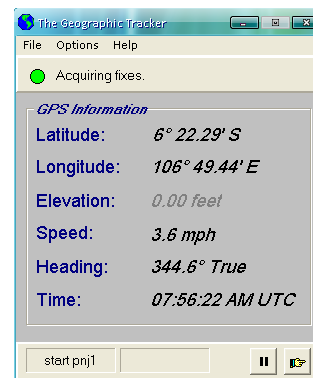 The Geographic Tracker
File Options Help
Acquiring fixes.
GPS Information
Latitude: 6° 22.29' S
Longitude: 106° 49.44' E
Elevation: 0.00 feet
Speed: 3.6 mph
Heading: 344.6° True
Time: 07:56:22 AM UTC
start pnj1